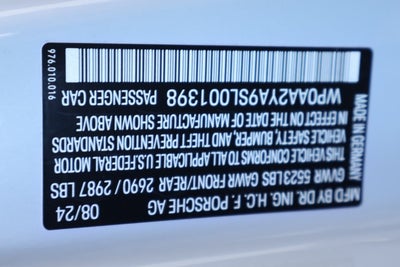 MFD BY DR. ING. H.C. F. PORSCHE AG 08/24
GVWR 5523LBS GAWR FRONT/REAR 2690 / 2987 LBS
THIS VEHICLE CONFORMS TO ALL APPLICABLE U.S. FEDERAL MOTOR
VEHICLE SAFETY, BUMPER, AND THEFT PREVENTION STANDARDS
IN EFFECT ON THE DATE OF MANUFACTURE SHOWN ABOVE
WP0AA2YA9SL001398 PASSENGER CAR
MADE IN GERMANY
976.010.016